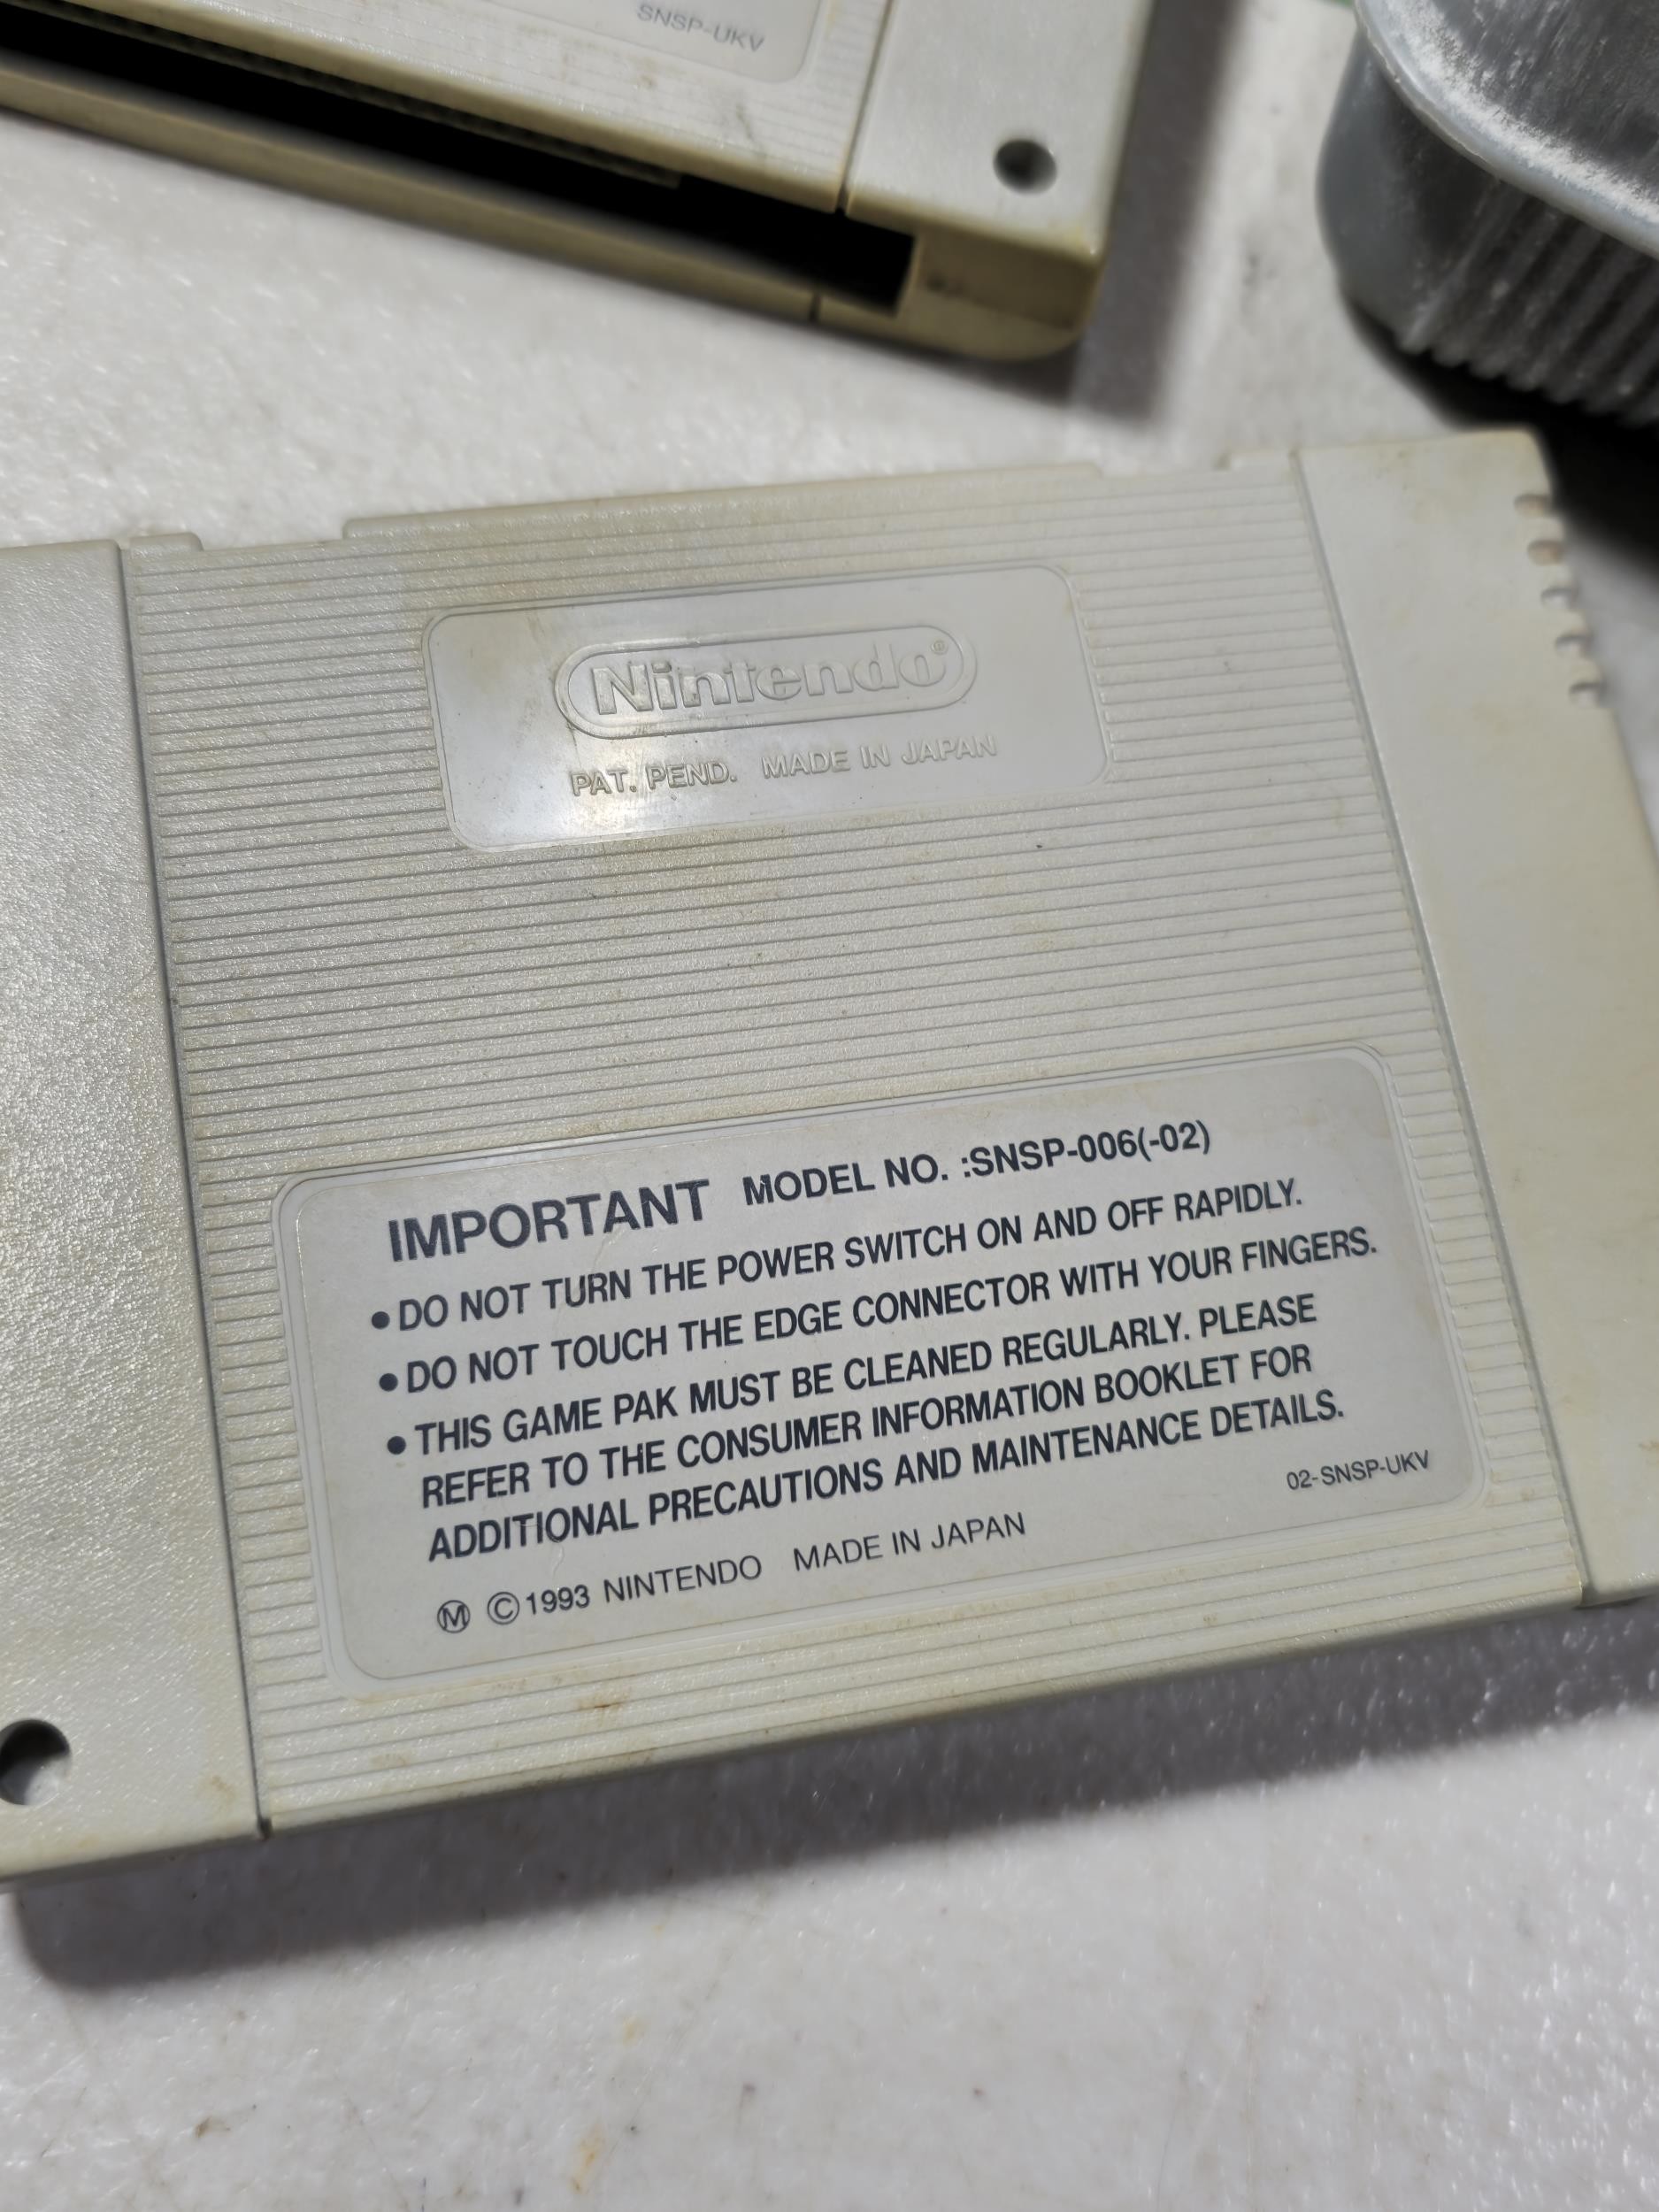 SNSP-UKV
Nintendo®
PAT. PEND. MADE IN JAPAN
IMPORTANT MODEL NO. :SNSP-006(-02)
●DO NOT TURN THE POWER SWITCH ON AND OFF RAPIDLY.
●DO NOT TOUCH THE EDGE CONNECTOR WITH YOUR FINGERS.
●THIS GAME PAK MUST BE CLEANED REGULARLY. PLEASE
REFER TO THE CONSUMER INFORMATION BOOKLET FOR
ADDITIONAL PRECAUTIONS AND MAINTENANCE DETAILS.
02-SNSP-UKV
Ⓜ ©1993 NINTENDO MADE IN JAPAN